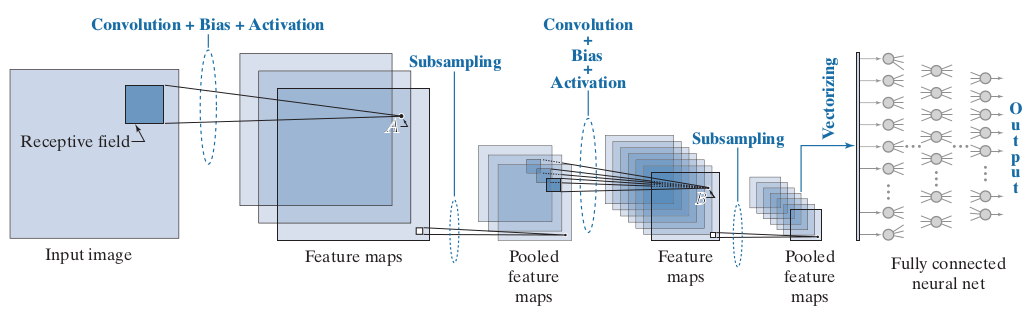 Convolution + Bias + Activation
Receptive field
Input image
A
Feature maps
Subsampling
Pooled
feature
maps
Convolution
+
Bias
+
Activation
B
Feature
maps
Subsampling
Pooled
feature
maps
Vectorizing
Fully connected
neural net
Output